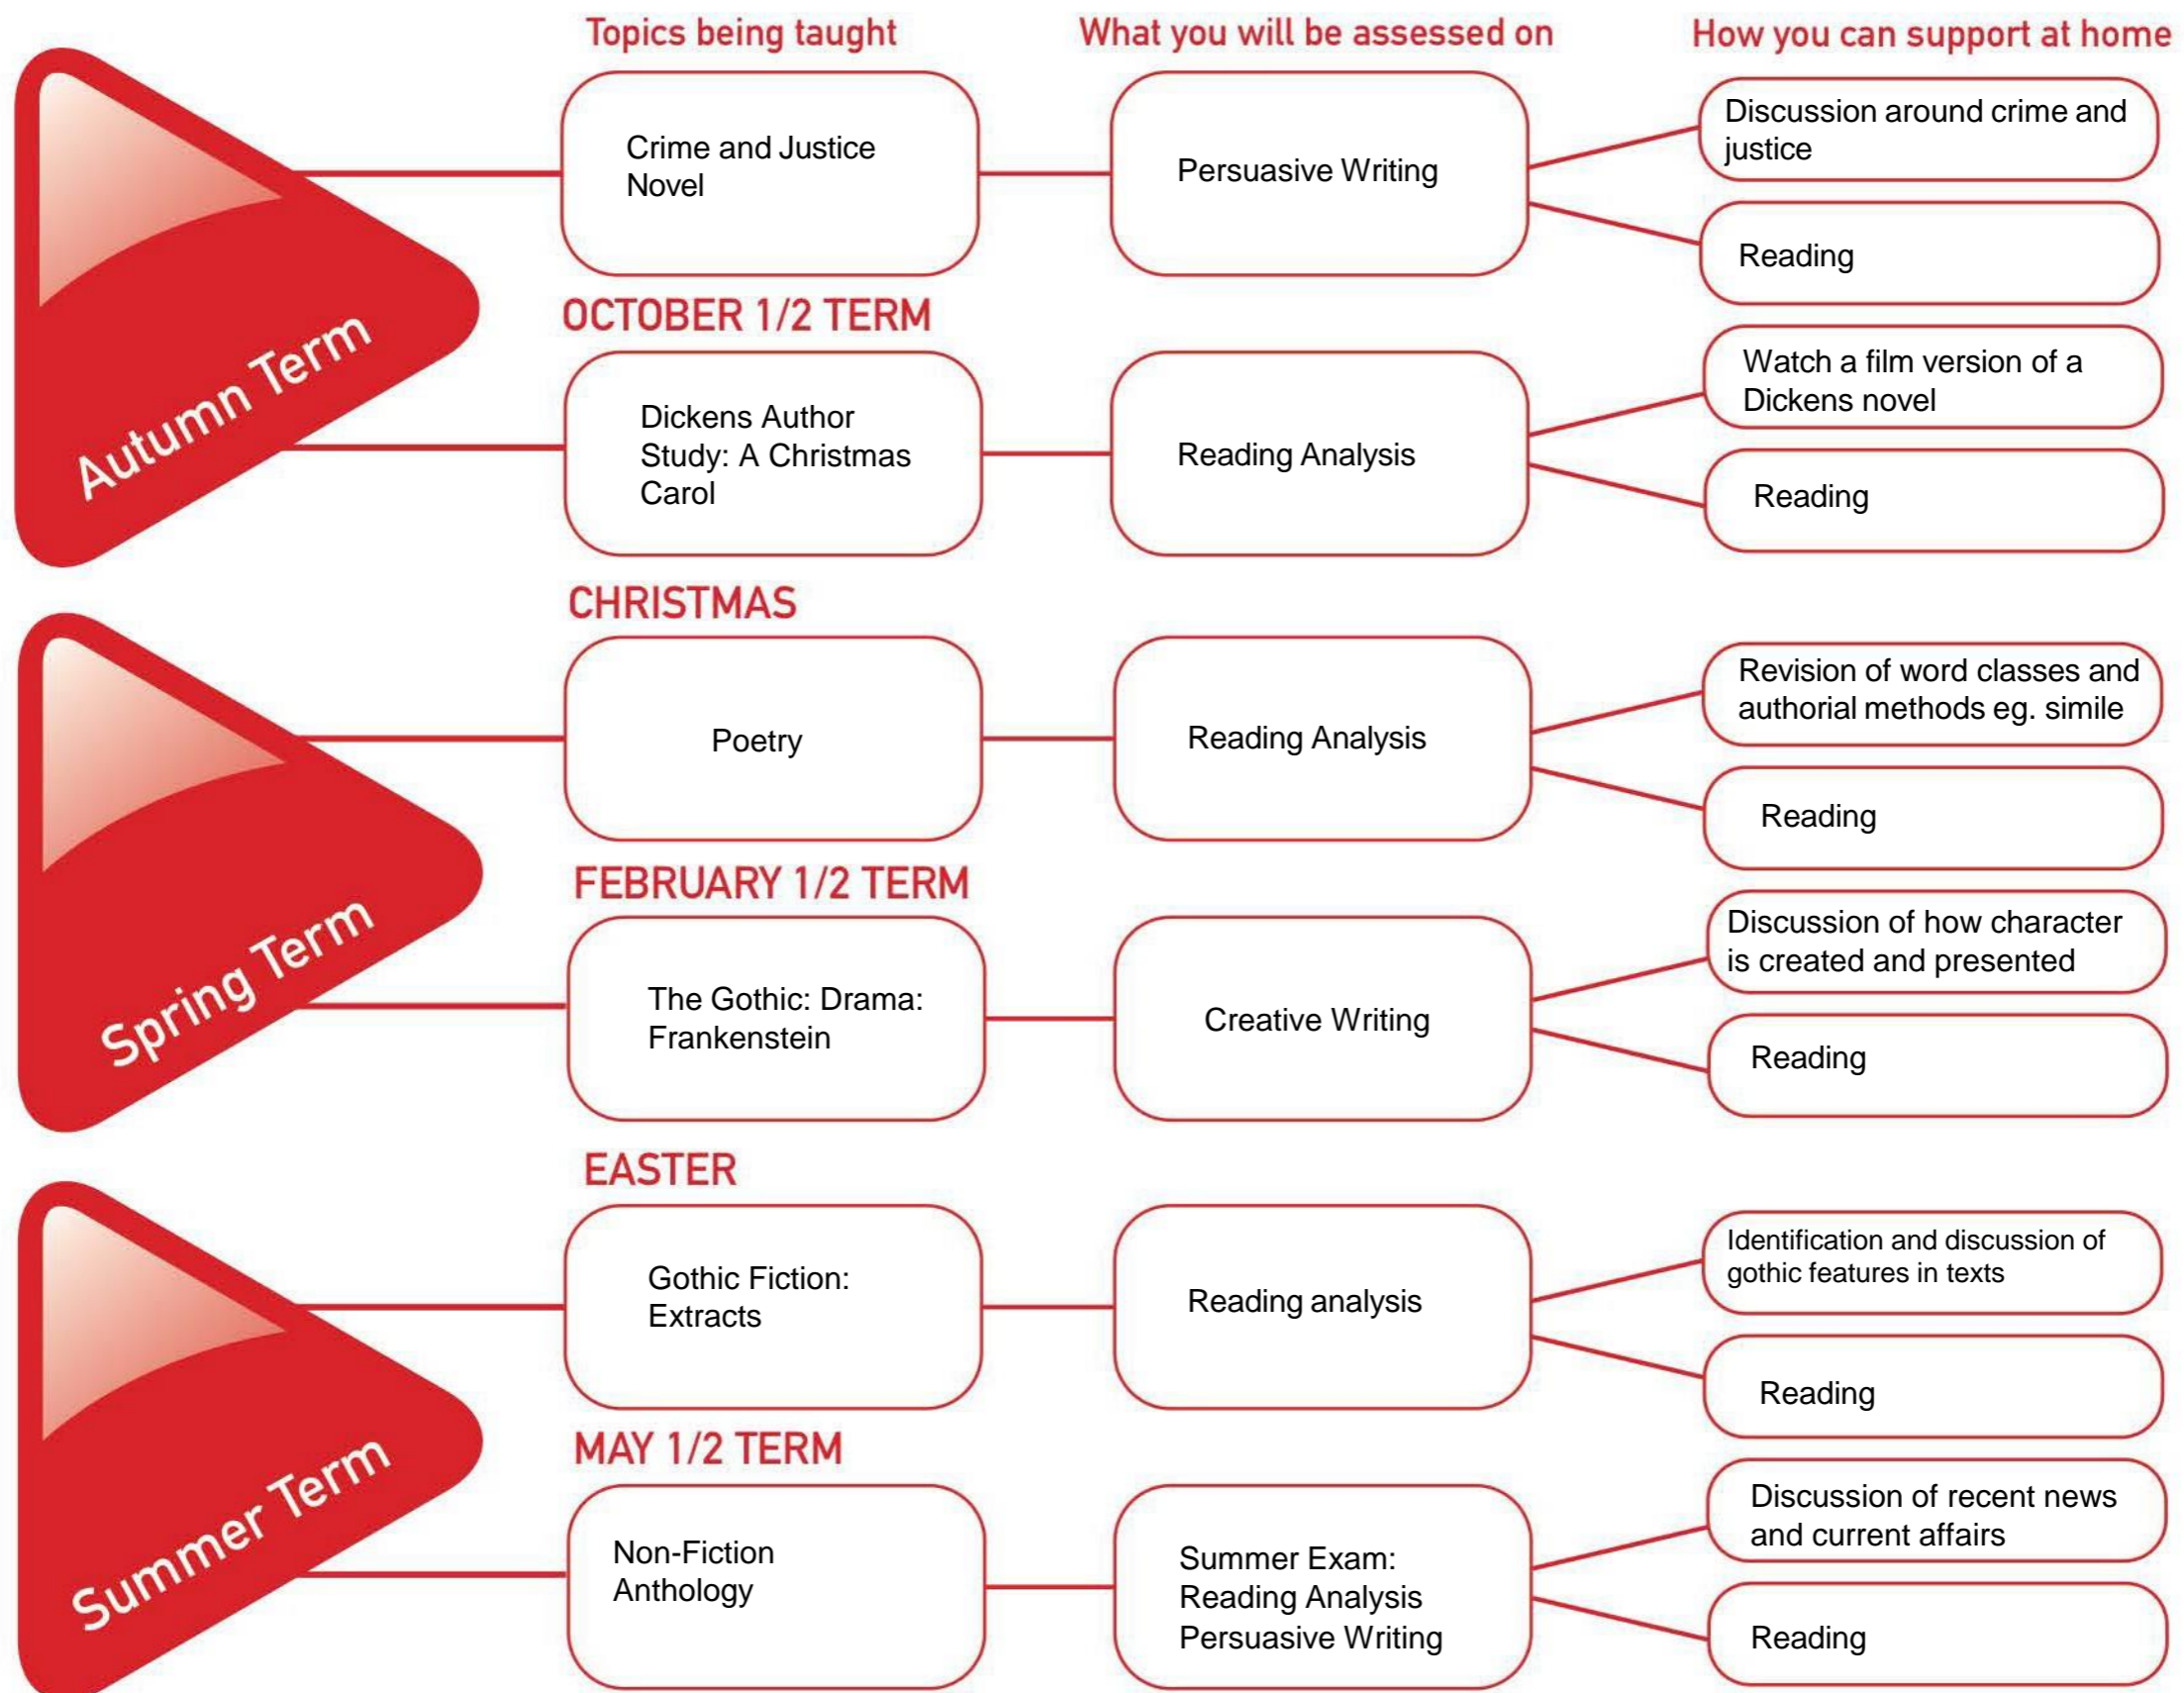 Topics being taught
What you will be assessed on
How you can support at home
Autumn Term
Crime and Justice
Novel
Persuasive Writing
Discussion around crime and
justice
Reading
OCTOBER 1/2 TERM
Dickens Author
Study: A Christmas
Carol
Reading Analysis
Watch a film version of a
Dickens novel
Reading
CHRISTMAS
Spring Term
Poetry
Reading Analysis
Revision of word classes and
authorial methods eg. simile
Reading
FEBRUARY 1/2 TERM
The Gothic: Drama:
Frankenstein
Creative Writing
Discussion of how character
is created and presented
Reading
EASTER
Summer Term
Gothic Fiction:
Extracts
Reading analysis
Identification and discussion of
gothic features in texts
Reading
MAY 1/2 TERM
Non-Fiction
Anthology
Summer Exam:
Reading Analysis
Persuasive Writing
Discussion of recent news
and current affairs
Reading